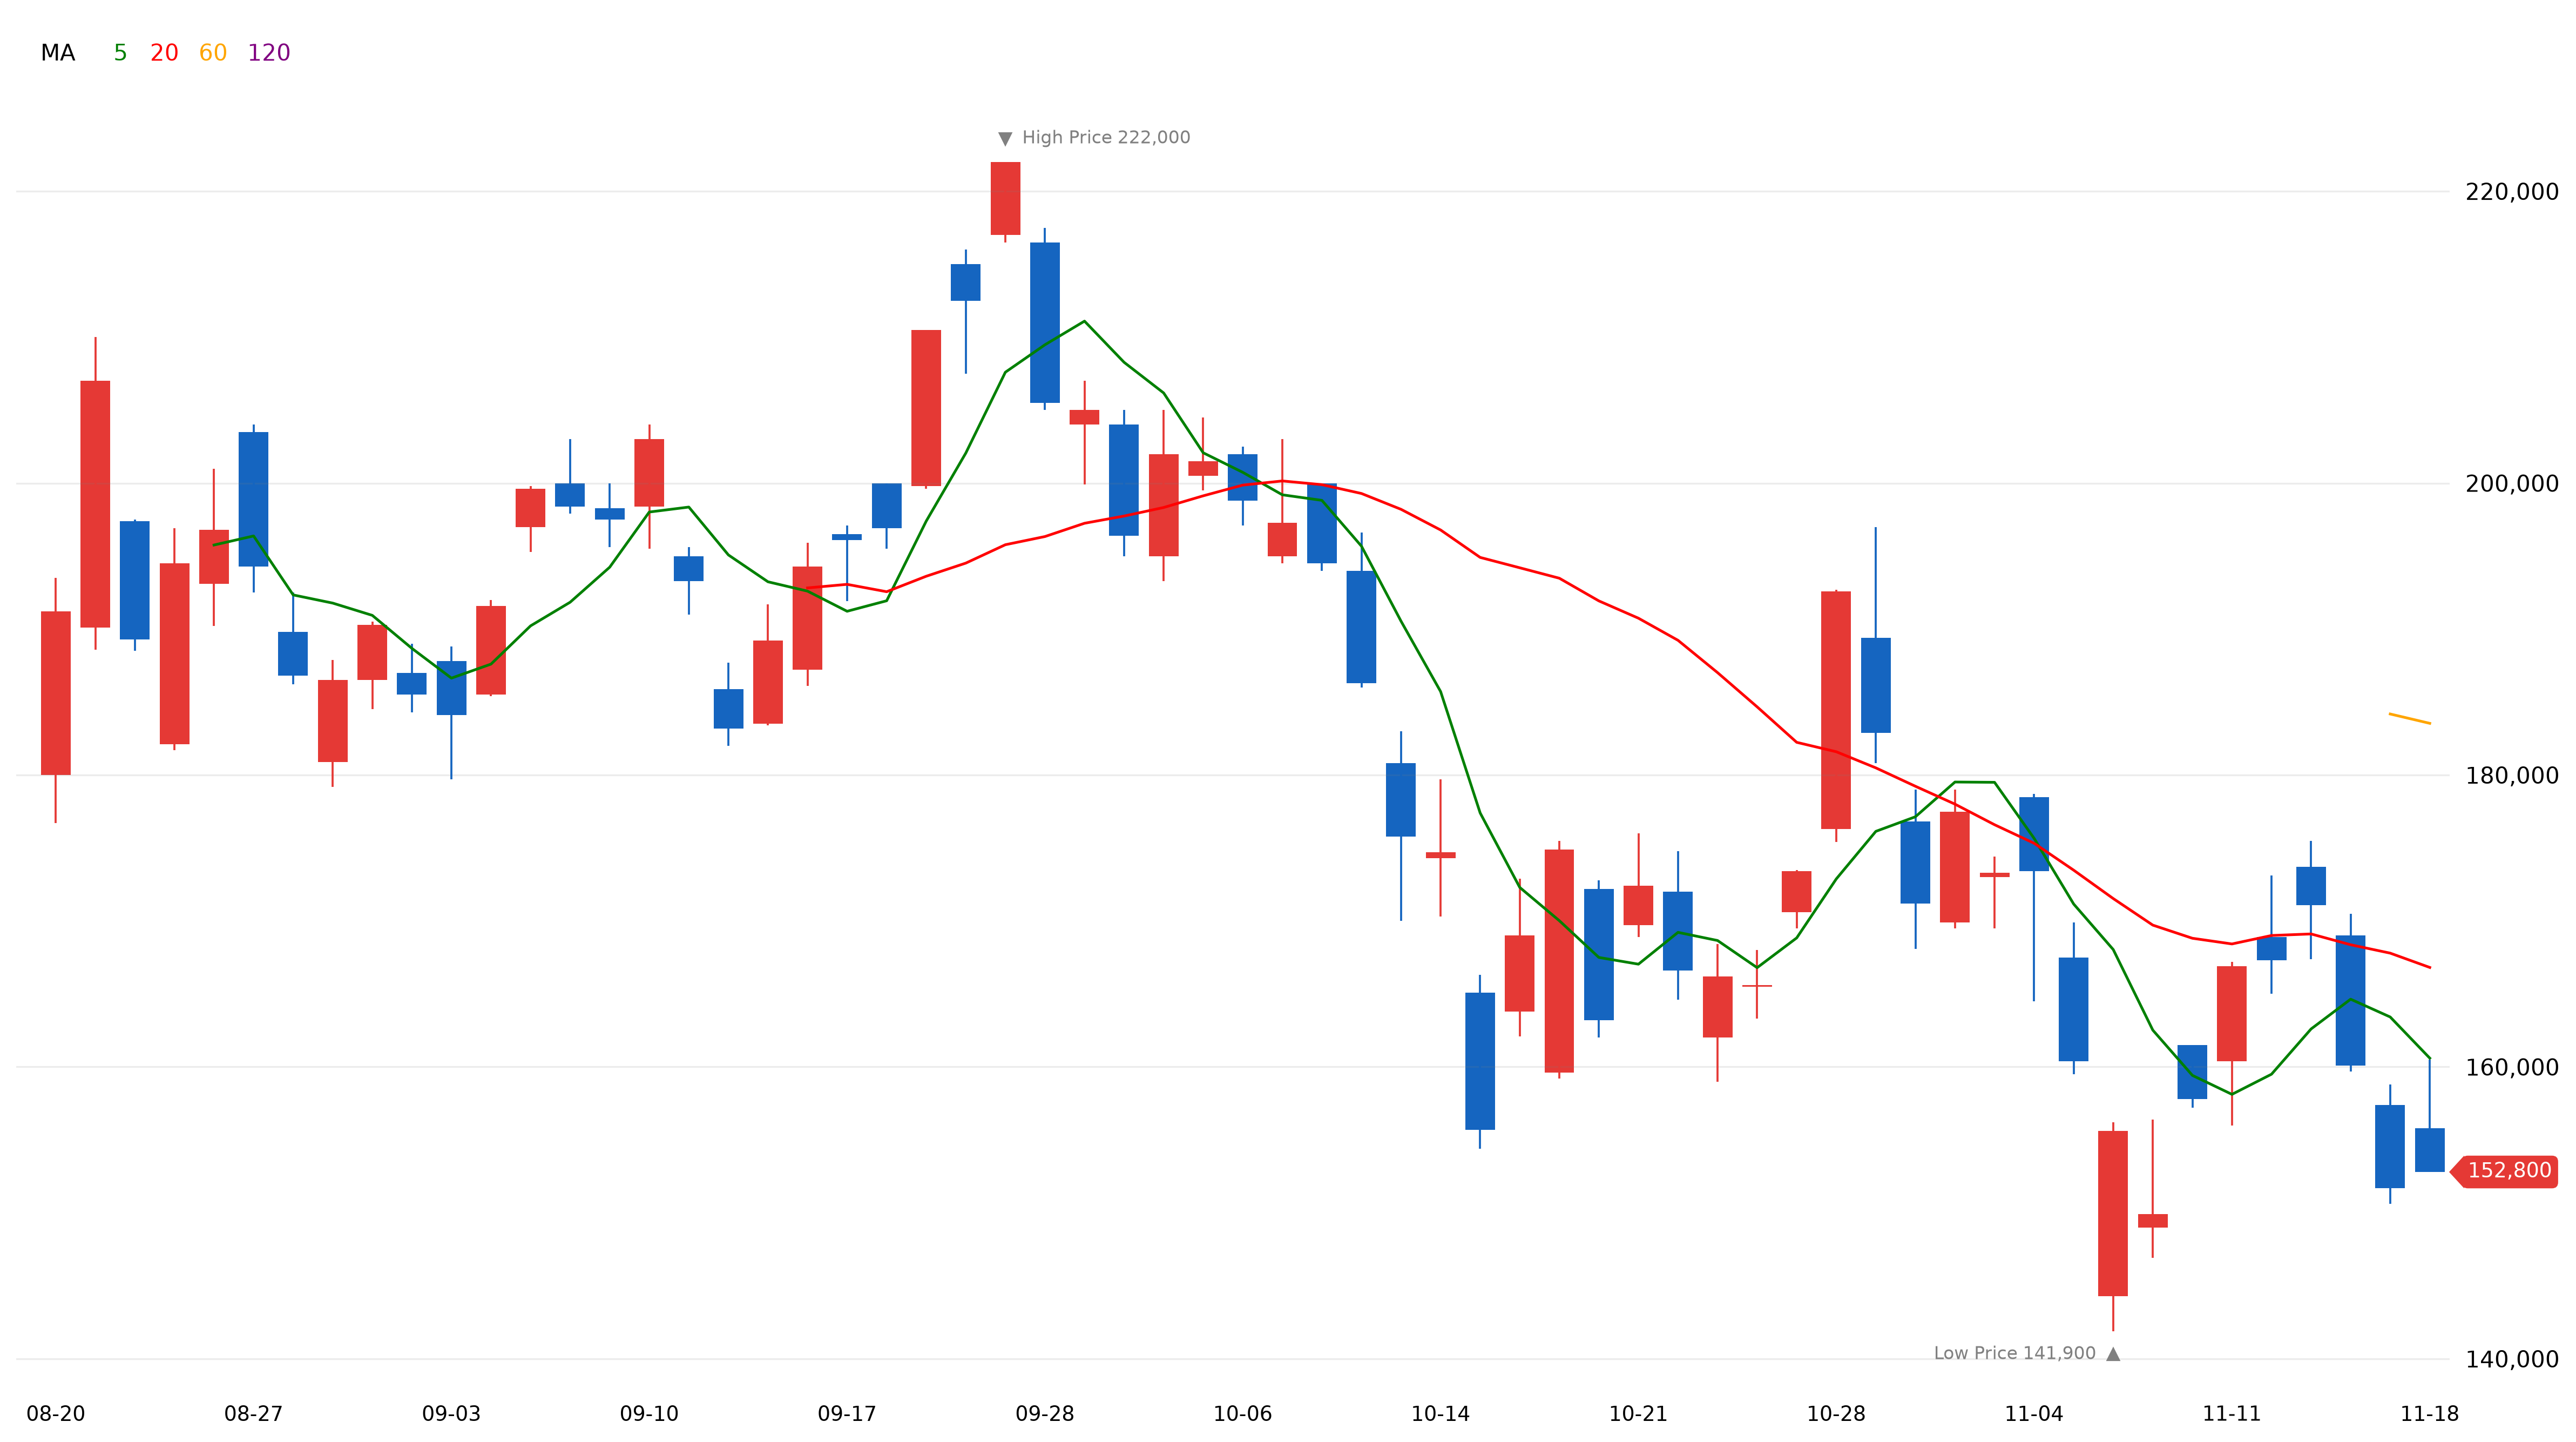 MA 5 20 60 120
▼ High Price 222,000
220,000
200,000
180,000
160,000
152,800
Low Price 141,900 ▲
140,000
08-20 08-27 09-03 09-10 09-17 09-28 10-06 10-14 10-21 10-28 11-04 11-11 11-18